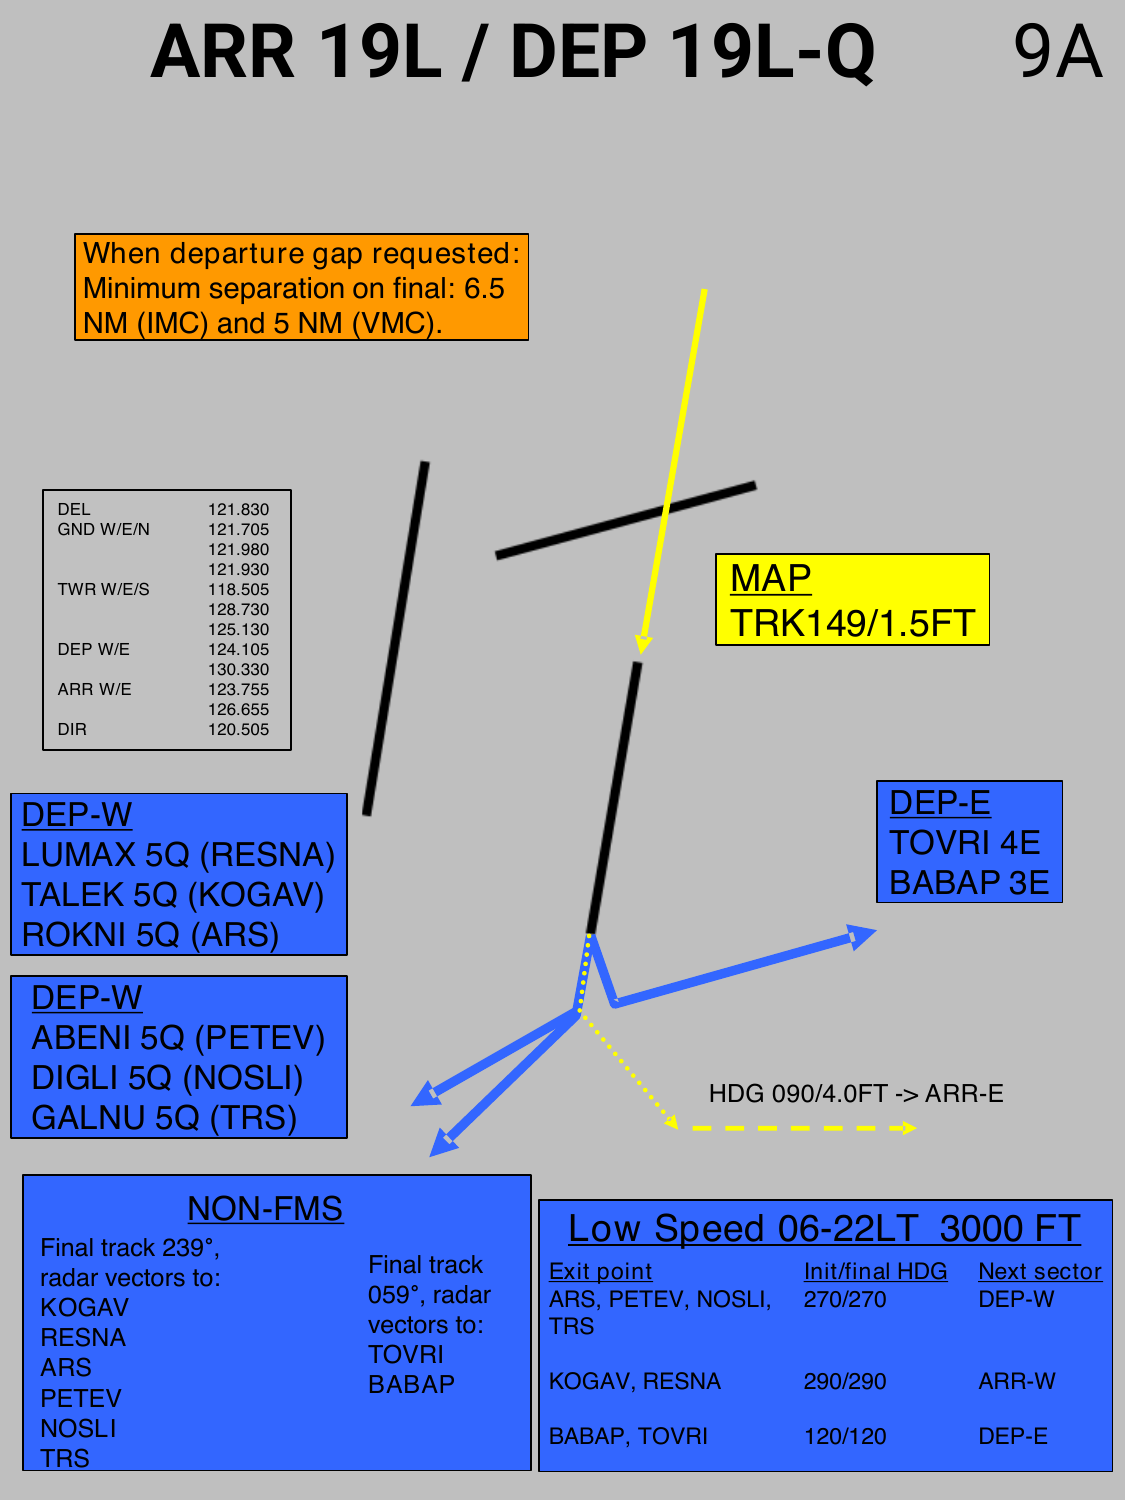 ARR 19L / DEP 19L-Q 9A
When departure gap requested:
Minimum separation on final: 6.5
NM (IMC) and 5 NM (VMC).
DEL 121.830
GND W/E/N 121.705
121.980
121.930
TWR W/E/S 118.505
128.730
125.130
DEP W/E 124.105
130.330
ARR W/E 123.755
126.655
DIR 120.505
MAP
TRK149/1.5FT
DEP-W
LUMAX 5Q (RESNA)
TALEK 5Q (KOGAV)
ROKNI 5Q (ARS)
DEP-E
TOVRI 4E
BABAP 3E
DEP-W
ABENI 5Q (PETEV)
DIGLI 5Q (NOSLI)
GALNU 5Q (TRS)
HDG 090/4.0FT -> ARR-E
NON-FMS
Final track 239°,
radar vectors to:
KOGAV
RESNA
ARS
PETEV
NOSLI
TRS
Final track
059°, radar
vectors to:
TOVRI
BABAP
Low Speed 06-22LT 3000 FT
Exit point Init/final HDG Next sector
ARS, PETEV, NOSLI, 270/270 DEP-W
TRS
KOGAV, RESNA 290/290 ARR-W
BABAP, TOVRI 120/120 DEP-E